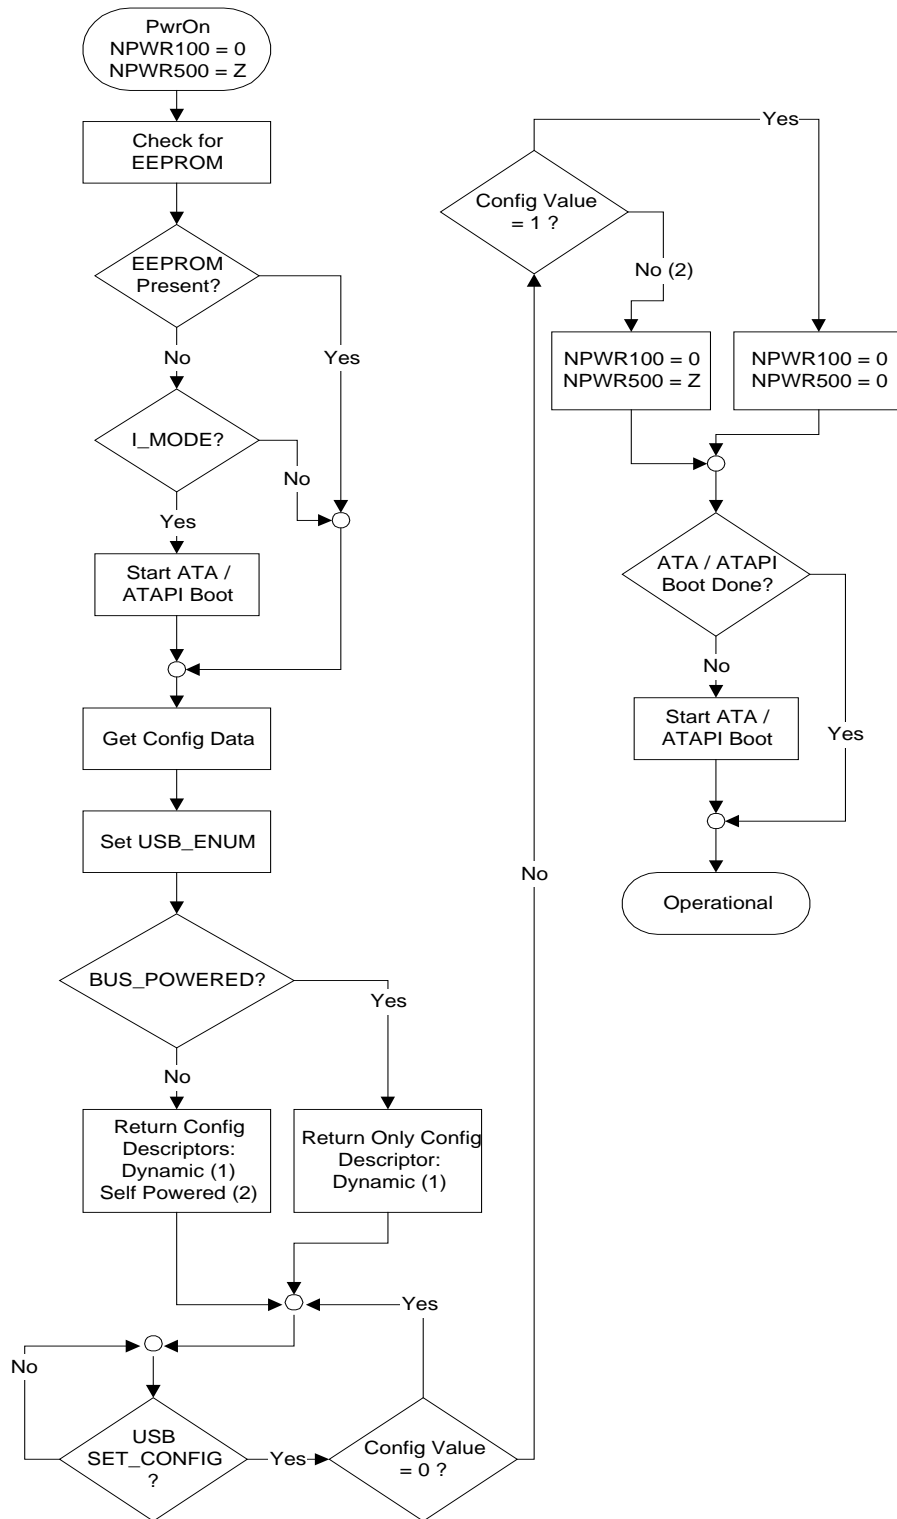 PwrOn
NPWR100 = 0
NPWR500 = Z
Check for
EEPROM
EEPROM
Present?
No
Yes
I_MODE?
No
Yes
Start ATA /
ATAPI Boot
Get Config Data
Set USB_ENUM
BUS_POWERED?
Yes
No
Return Config
Descriptors:
Dynamic (1)
Self Powered (2)
Return Only Config
Descriptor:
Dynamic (1)
Yes
No
USB
SET_CONFIG
?
Yes
Config Value
= 0 ?
No
Config Value
= 1 ?
Yes
No (2)
NPWR100 = 0
NPWR500 = Z
NPWR100 = 0
NPWR500 = 0
ATA / ATAPI
Boot Done?
No
Yes
Start ATA /
ATAPI Boot
Operational